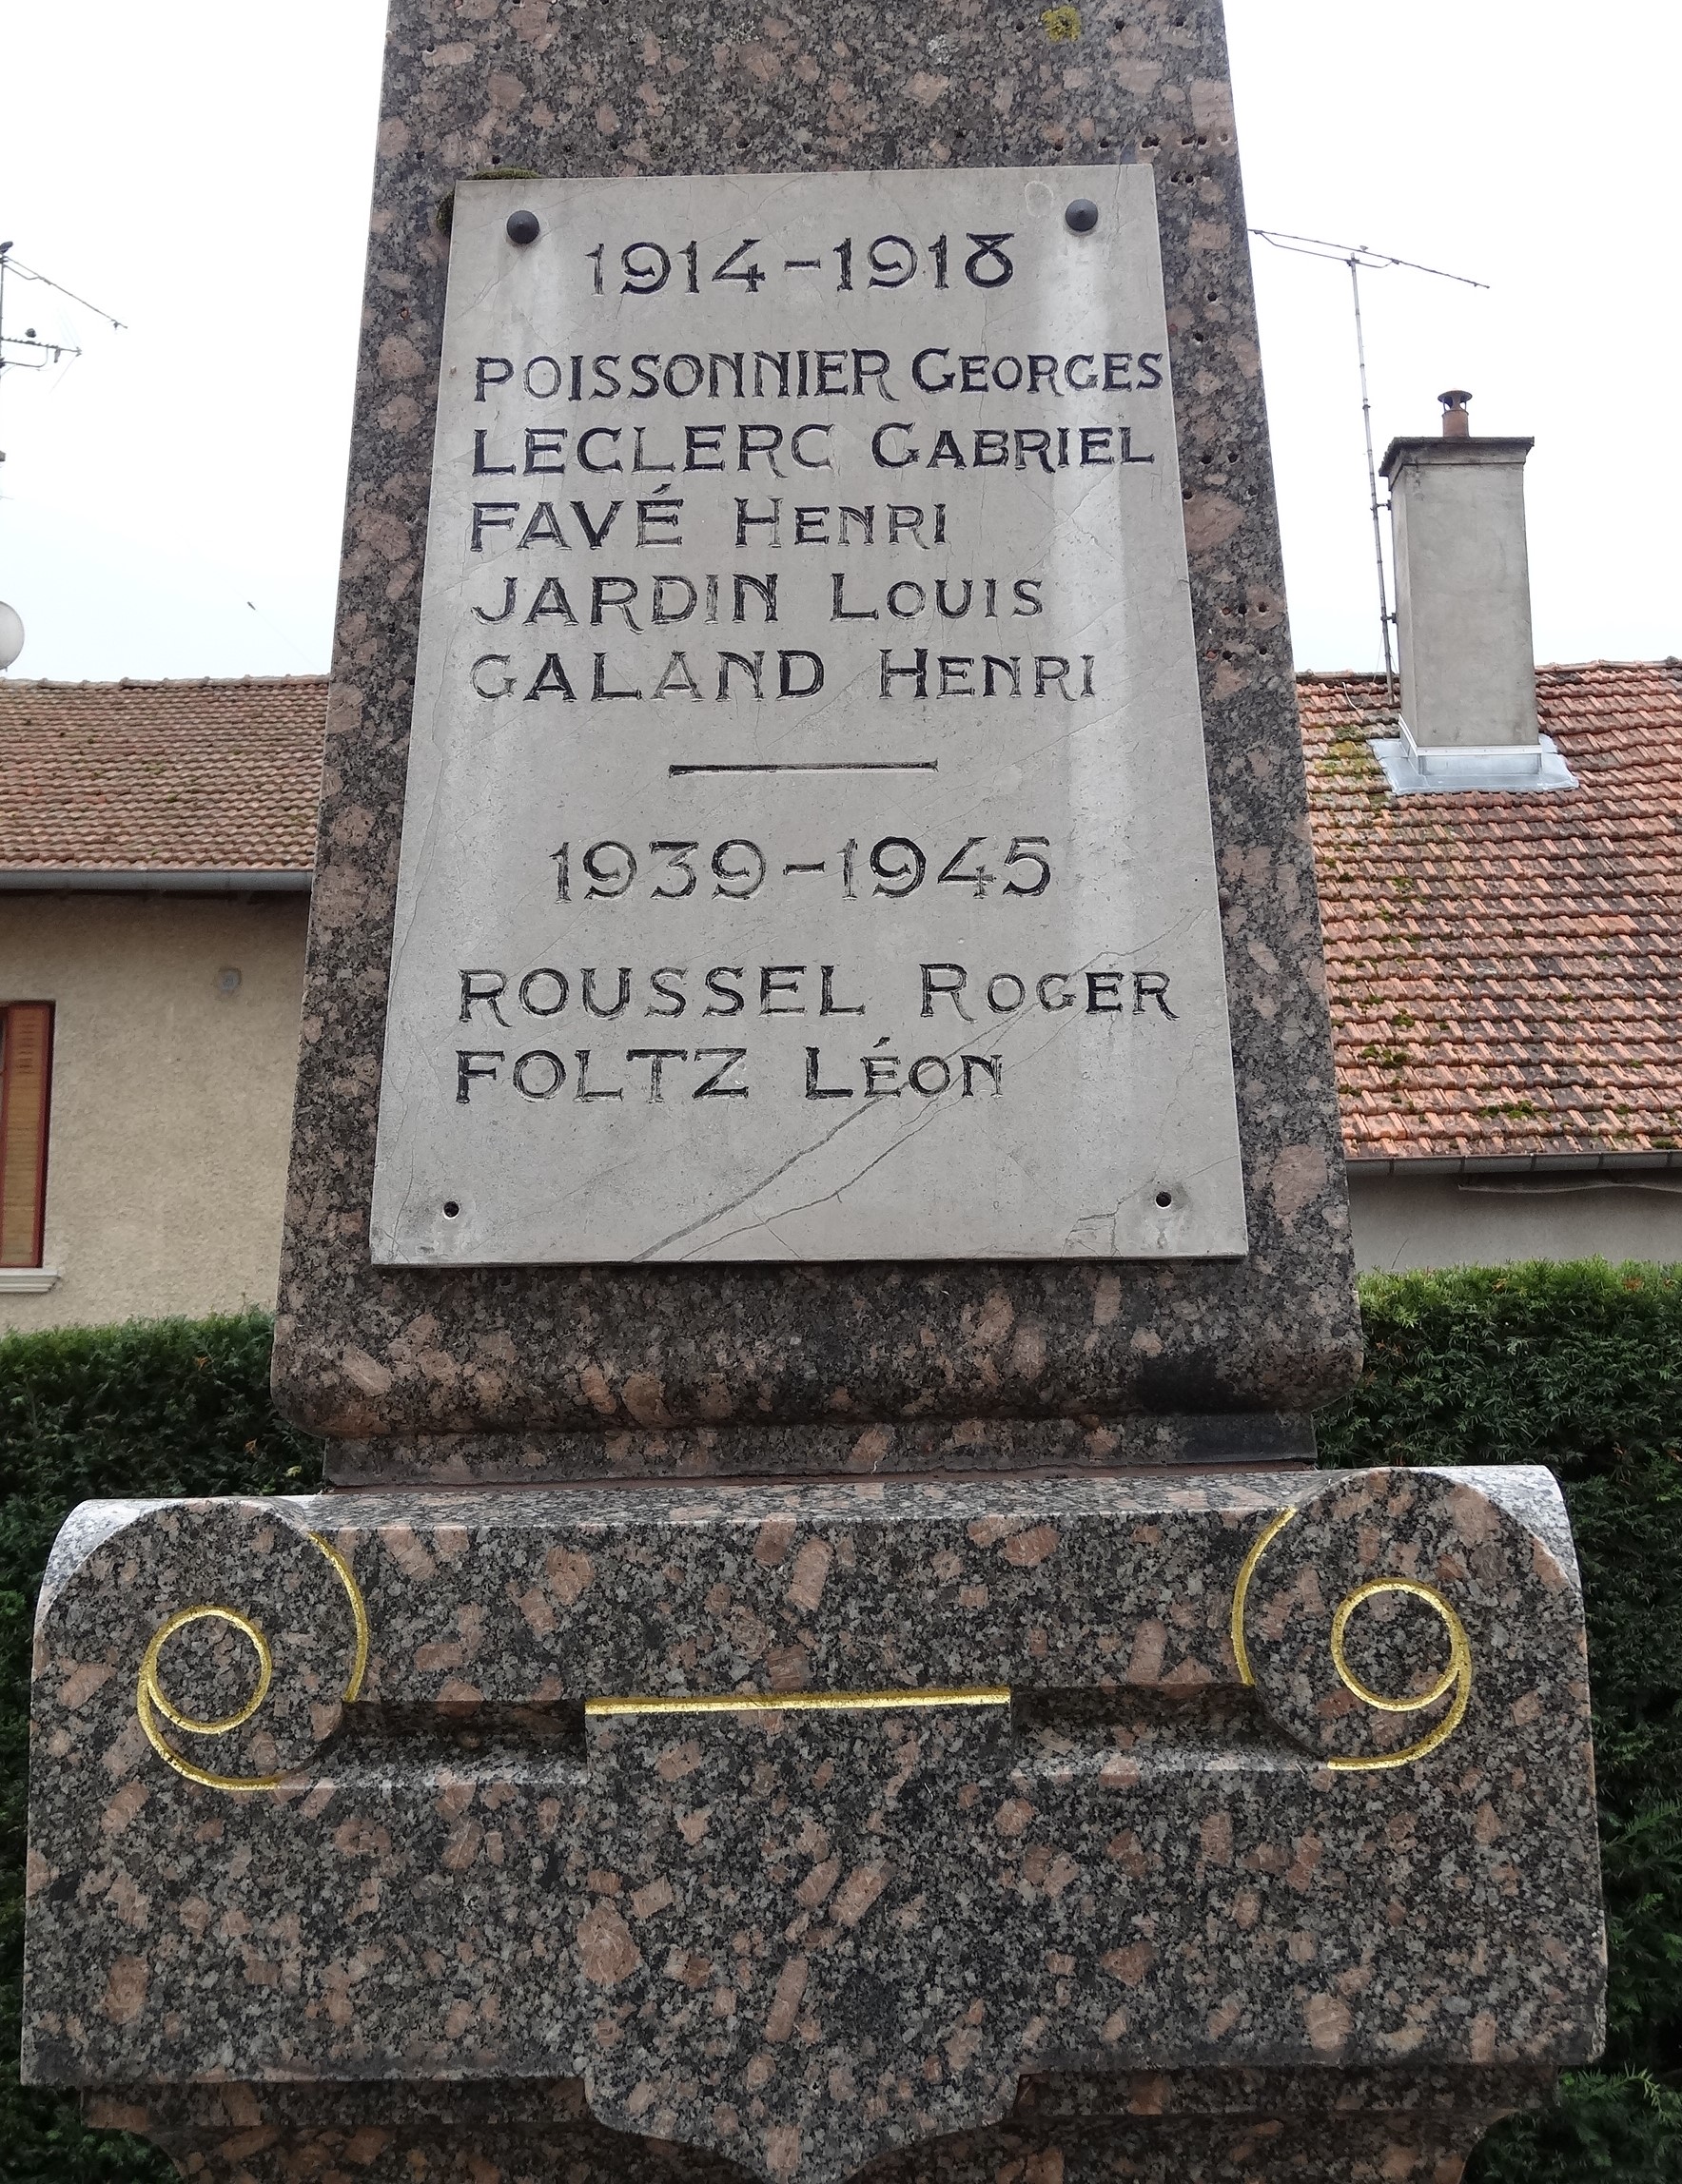 1914-1918
POISSONNIER GEORGES
LECLERC GABRIEL
FAVÉ HENRI
JARDIN LOUIS
GALAND HENRI
1939-1945
ROUSSEL ROGER
FOLTZ LÉON